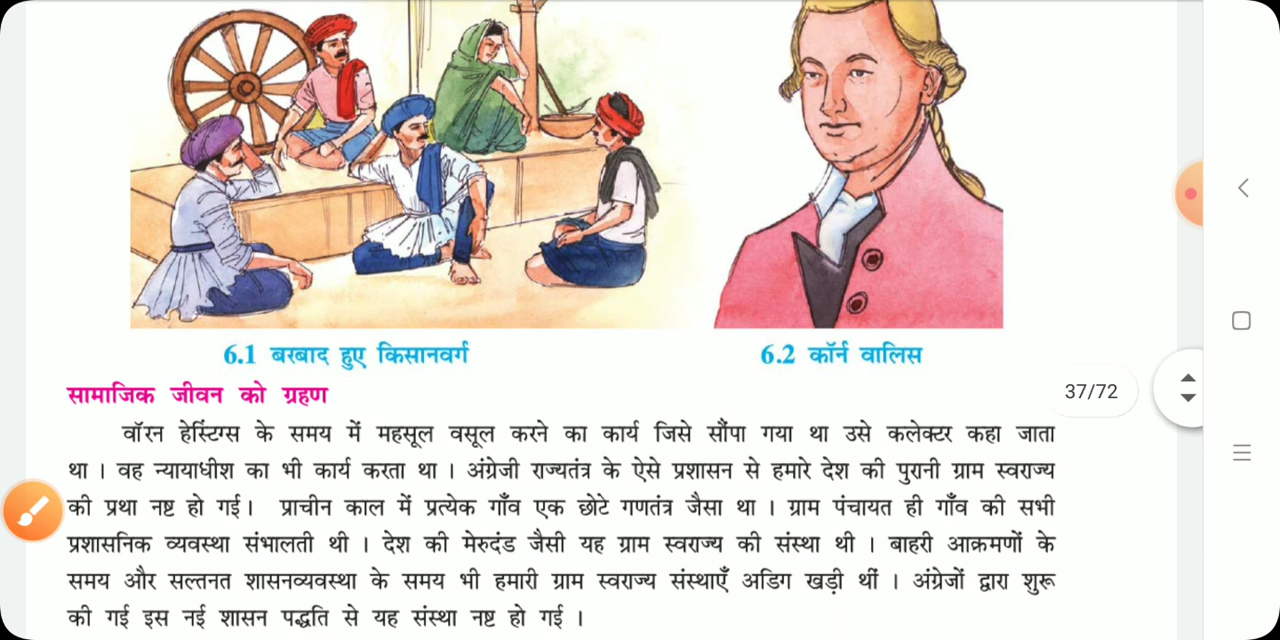 6.1 बरबाद हुए किसानवर्ग
6.2 कॉर्न वालिस
सामाजिक जीवन को ग्रहण
37/72
वॉरन हेस्टिंग्स के समय में महसूल वसूल करने का कार्य जिसे सौंपा गया था उसे कलेक्टर कहा जाता
था । वह न्यायाधीश का भी कार्य करता था । अंग्रेजी राज्यतंत्र के ऐसे प्रशासन से हमारे देश की पुरानी ग्राम स्वराज्य
की प्रथा नष्ट हो गई। प्राचीन काल में प्रत्येक गाँव एक छोटे गणतंत्र जैसा था । ग्राम पंचायत ही गाँव की सभी
प्रशासनिक व्यवस्था संभालती थी । देश की मेरुदंड जैसी यह ग्राम स्वराज्य की संस्था थी । बाहरी आक्रमणों के
समय और सल्तनत शासनव्यवस्था के समय भी हमारी ग्राम स्वराज्य संस्थाएँ अडिग खड़ी थीं । अंग्रेजों द्वारा शुरू
की गई इस नई शासन पद्धति से यह संस्था नष्ट हो गई ।